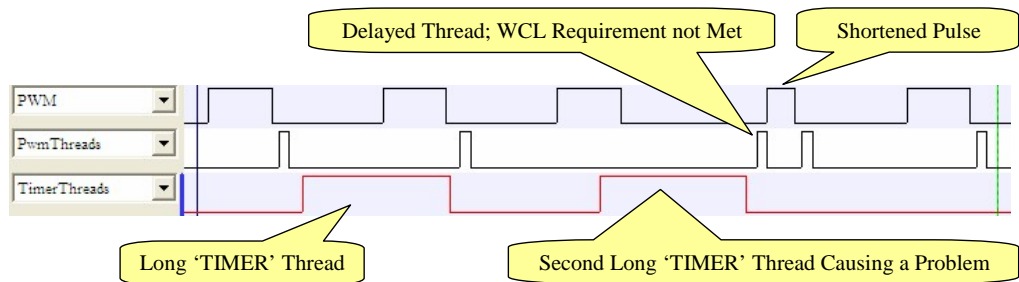 Delayed Thread; WCL Requirement not Met
Shortened Pulse
PWM
PwmThreads
TimerThreads
Long ‘TIMER’ Thread
Second Long ‘TIMER’ Thread Causing a Problem